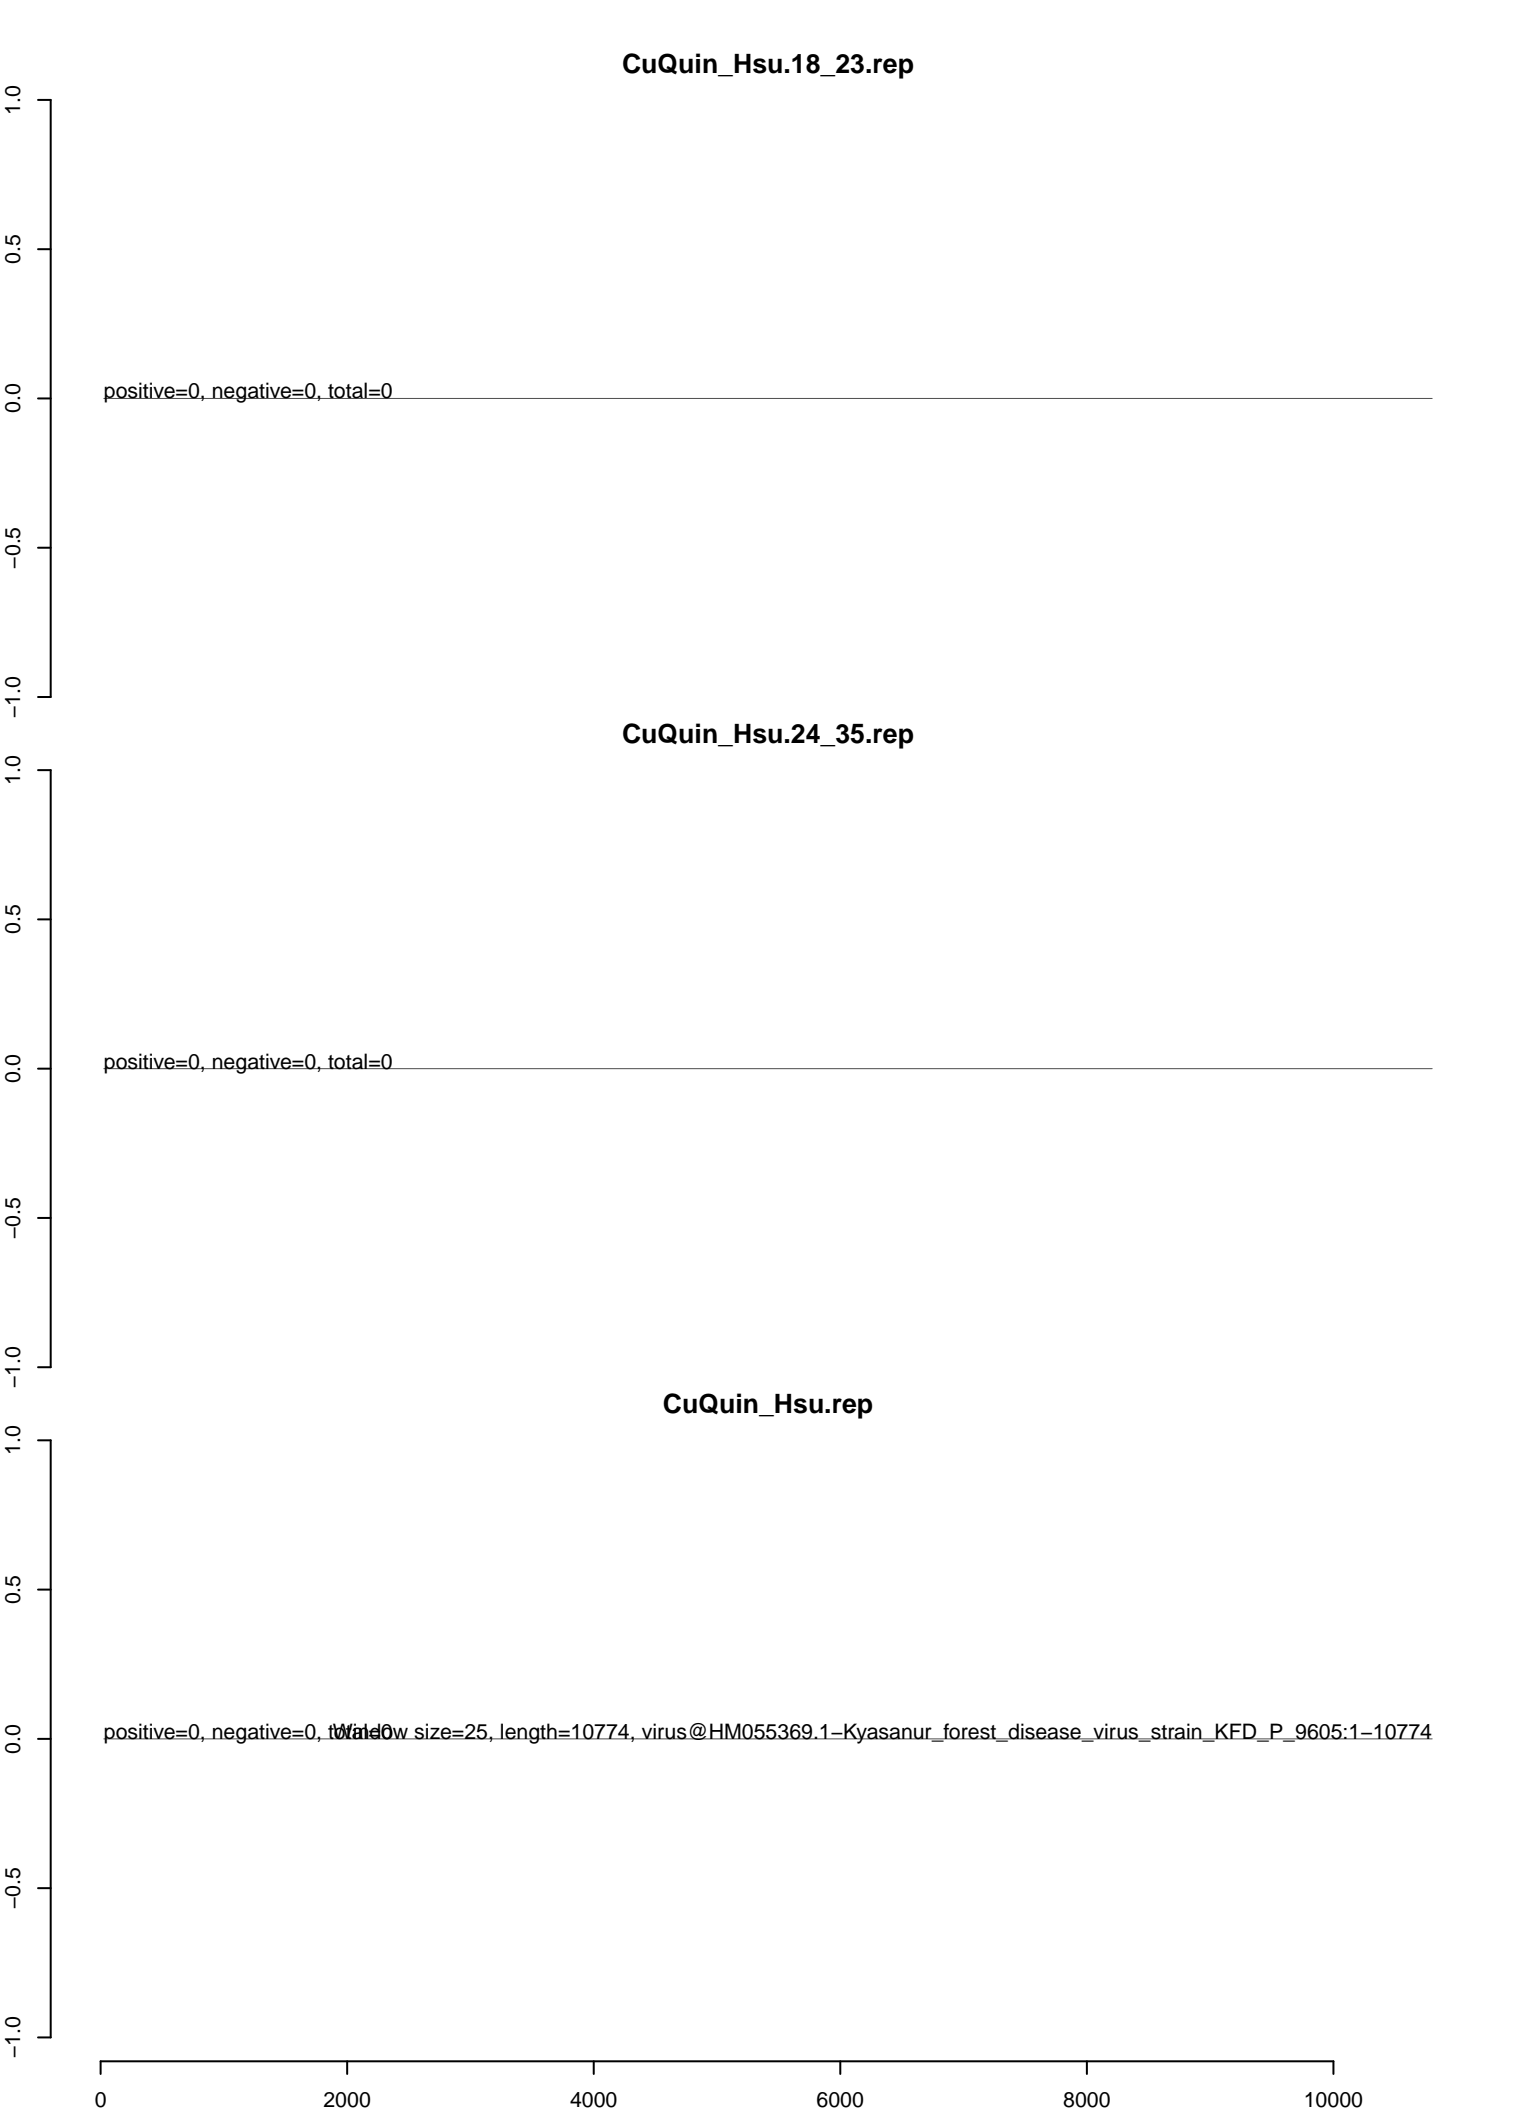 CuQuin_Hsu.18_23.rep
1.0
0.5
0.0
−0.5
−1.0
positive=0, negative=0, total=0
CuQuin_Hsu.24_35.rep
1.0
0.5
0.0
−0.5
−1.0
positive=0, negative=0, total=0
CuQuin_Hsu.rep
1.0
0.5
0.0
−0.5
−1.0
positive=0, negative=0, total=0
Window size=25, length=10774, virus@HM055369.1−Kyasanur_forest_disease_virus_strain_KFD_P_9605:1−10774
0 2000 4000 6000 8000 10000